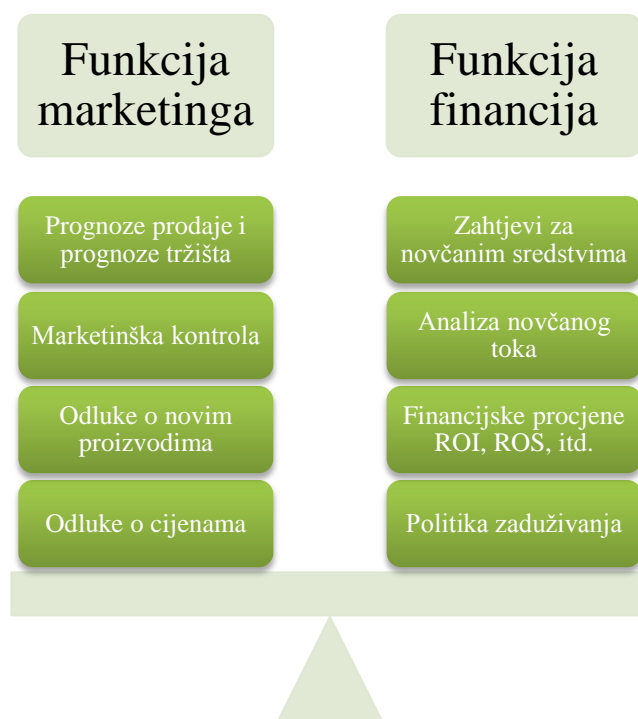 Funkcija
marketinga
Prognoze prodaje i
prognoze tržišta
Marketinška kontrola
Odluke o novim
proizvodima
Odluke o cijenama
Funkcija
financija
Zahtjevi za
novčanim sredstvima
Analiza novčanog
toka
Financijske procjene
ROI, ROS, itd.
Politika zaduživanja